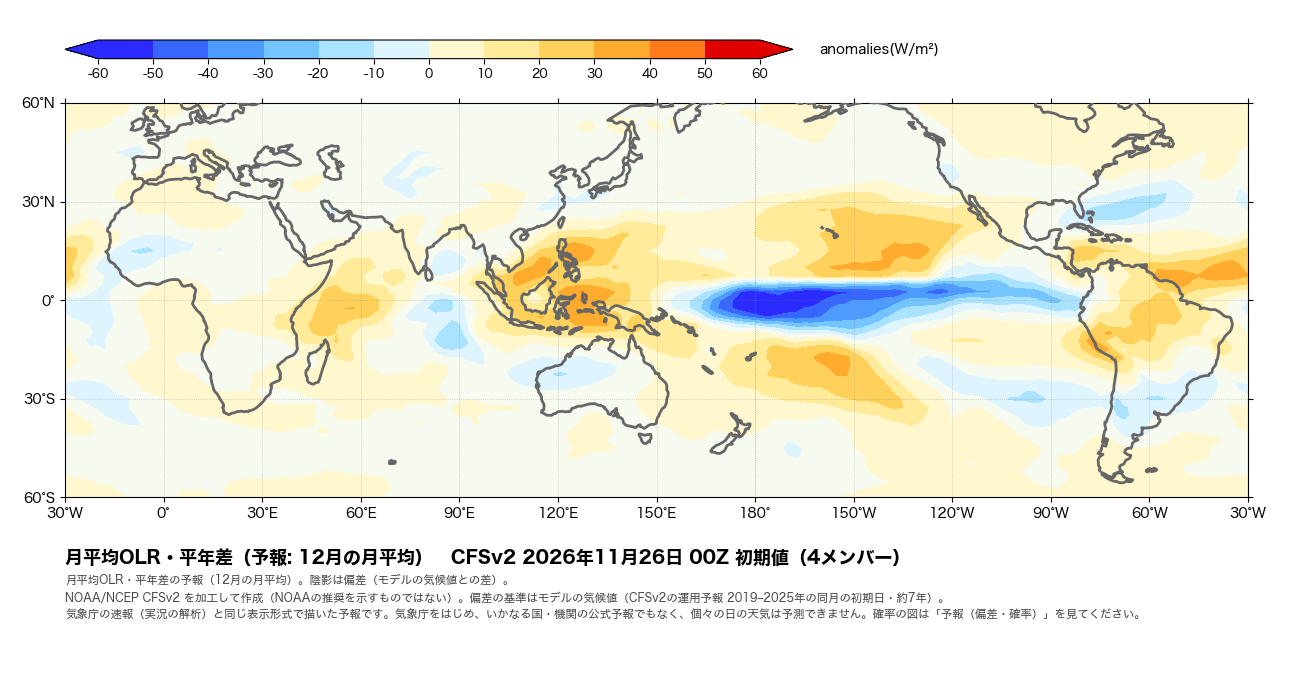 anomalies(W/m²)
-60 -50 -40 -30 -20 -10 0 10 20 30 40 50 60
60°N
30°N
0°
30°S
60°S
30°W 0° 30°E 60°E 90°E 120°E 150°E 180° 150°W 120°W 90°W 60°W 30°W
月平均OLR・平年差（予報: 12月の月平均） CFSv2 2026年11月26日 00Z 初期値（4メンバー）
月平均OLR・平年差の予報（12月の月平均）。陰影は偏差（モデルの気候値との差）。
NOAA/NCEP CFSv2 を加工して作成（NOAAの推奨を示すものではない）。偏差の基準はモデルの気候値（CFSv2の運用予報 2019–2025年の同月の初期日・約7年）。
気象庁の速報（実況の解析）と同じ表示形式で描いた予報です。気象庁をはじめ、いかなる国・機関の公式予報でもなく、個々の日の天気は予測できません。確率の図は「予報（偏差・確率）」を見てください。